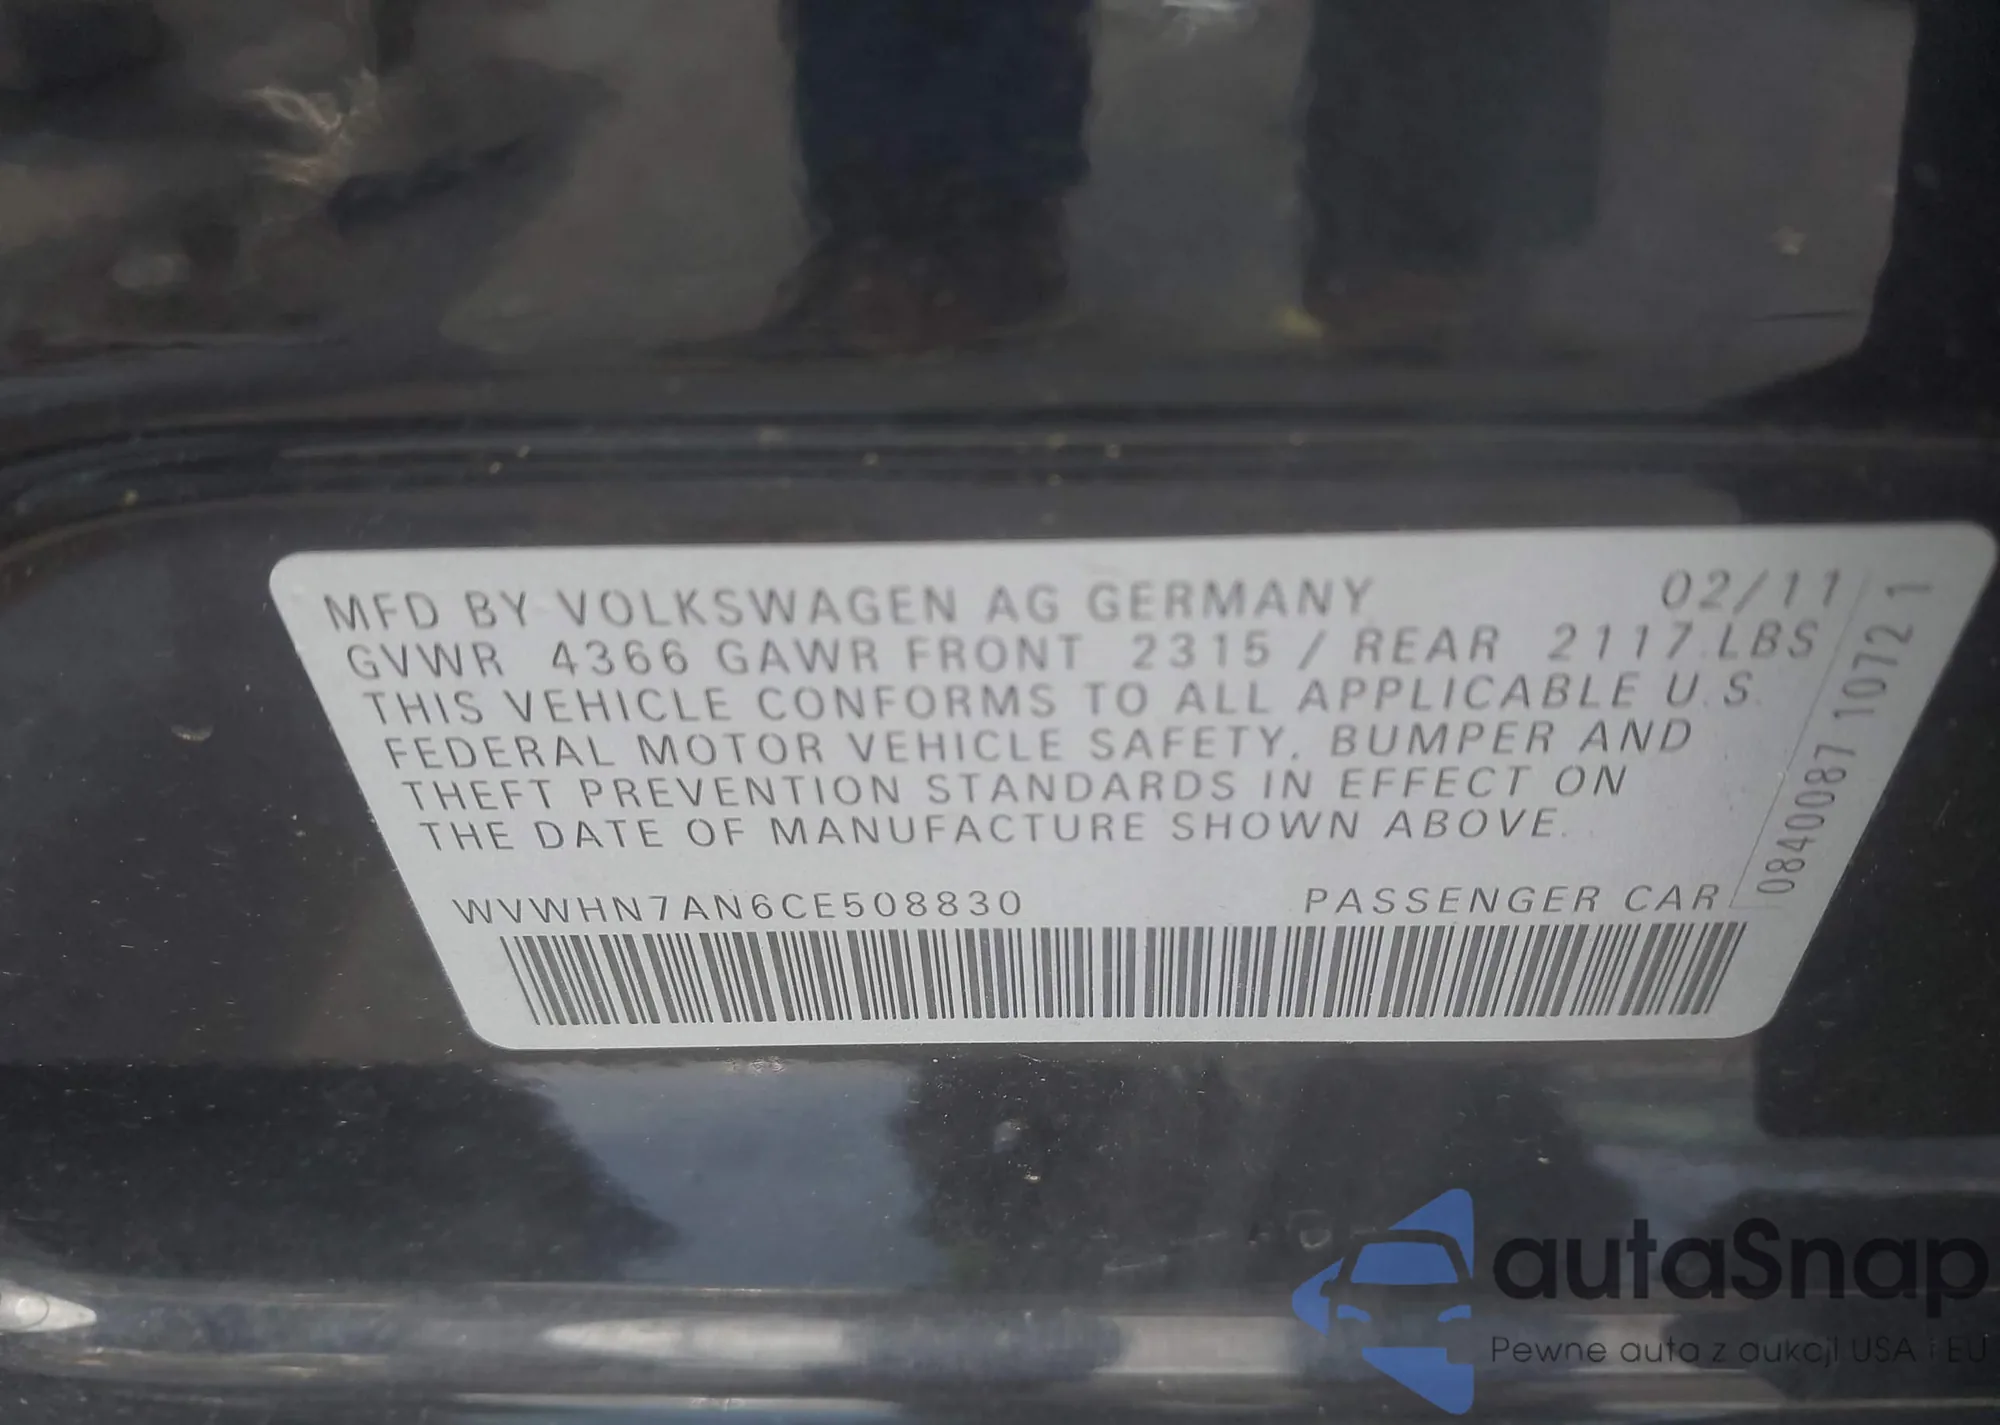 MFD BY VOLKSWAGEN AG GERMANY 02/11
GVWR 4366 GAWR FRONT 2315 / REAR 2117 LBS
THIS VEHICLE CONFORMS TO ALL APPLICABLE U.S.
FEDERAL MOTOR VEHICLE SAFETY, BUMPER AND
THEFT PREVENTION STANDARDS IN EFFECT ON
THE DATE OF MANUFACTURE SHOWN ABOVE.
WVWHN7AN6CE508830 PASSENGER CAR
0840087 1072 1
autaSnap
Pewne auta z aukcji USA i EU